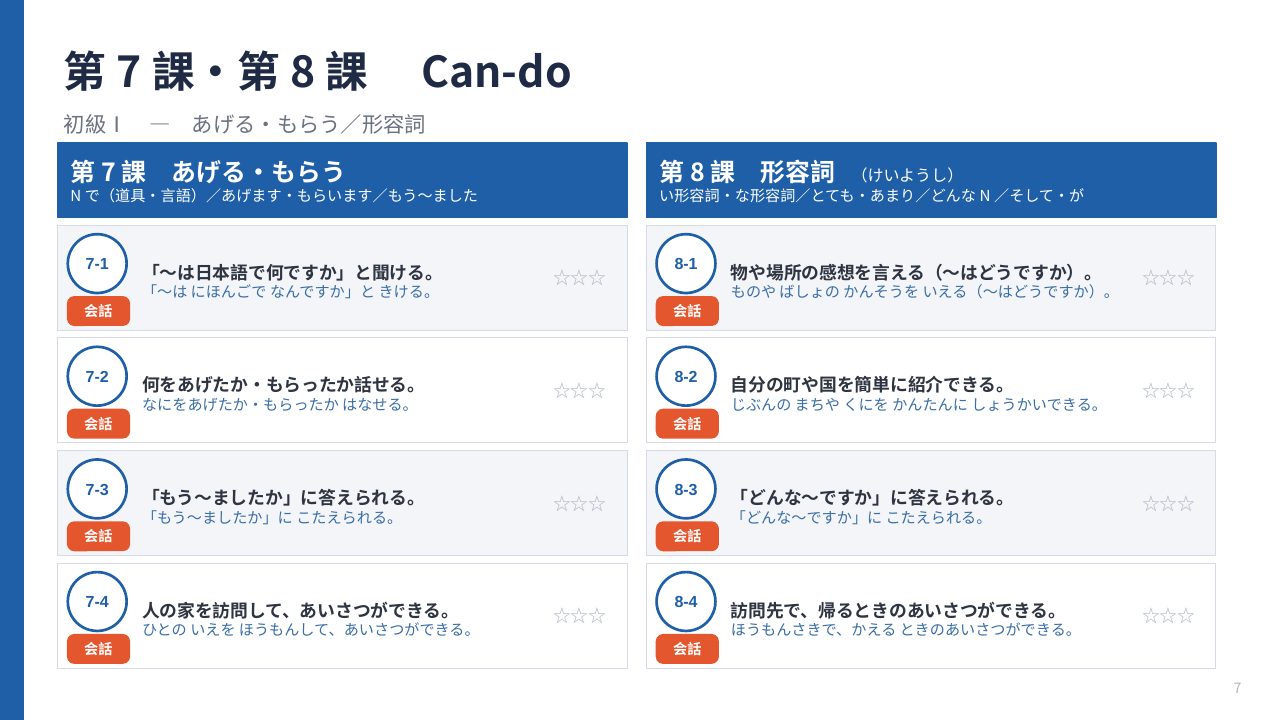 第７課・第８課　Can-do
初級Ⅰ　―　あげる・もらう／形容詞
第７課　あげる・もらう
Nで（道具・言語）／あげます・もらいます／もう～ました
7-1
会話
「～は日本語で何ですか」と聞ける。
「～は にほんごで なんですか」と きける。
☆☆☆
7-2
会話
何をあげたか・もらったか話せる。
なにをあげたか・もらったか はなせる。
☆☆☆
7-3
会話
「もう～ましたか」に答えられる。
「もう～ましたか」に こたえられる。
☆☆☆
7-4
会話
人の家を訪問して、あいさつができる。
ひとの いえを ほうもんして、あいさつができる。
☆☆☆
第８課　形容詞　（けいようし）
い形容詞・な形容詞／とても・あまり／どんなN／そして・が
8-1
会話
物や場所の感想を言える（～はどうですか）。
ものや ばしょの かんそうを いえる（～はどうですか）。
☆☆☆
8-2
会話
自分の町や国を簡単に紹介できる。
じぶんの まちや くにを かんたんに しょうかいできる。
☆☆☆
8-3
会話
「どんな～ですか」に答えられる。
「どんな～ですか」に こたえられる。
☆☆☆
8-4
会話
訪問先で、帰るときのあいさつができる。
ほうもんさきで、かえる ときのあいさつができる。
☆☆☆
7